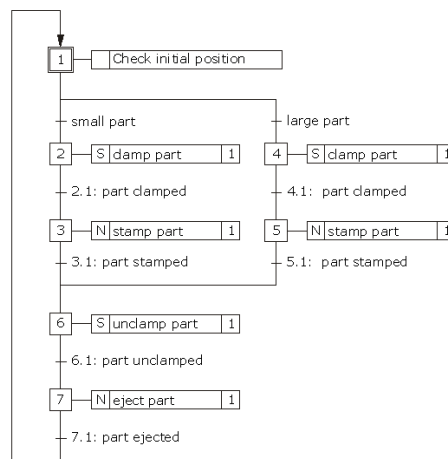 1 Check initial position
small part large part
2 S clamp part 1 4 S clamp part 1
2.1: part clamped 4.1: part clamped
3 N stamp part 1 5 N stamp part 1
3.1: part stamped 5.1: part stamped
6 S unclamp part 1
6.1: part unclamped
7 N eject part 1
7.1: part ejected